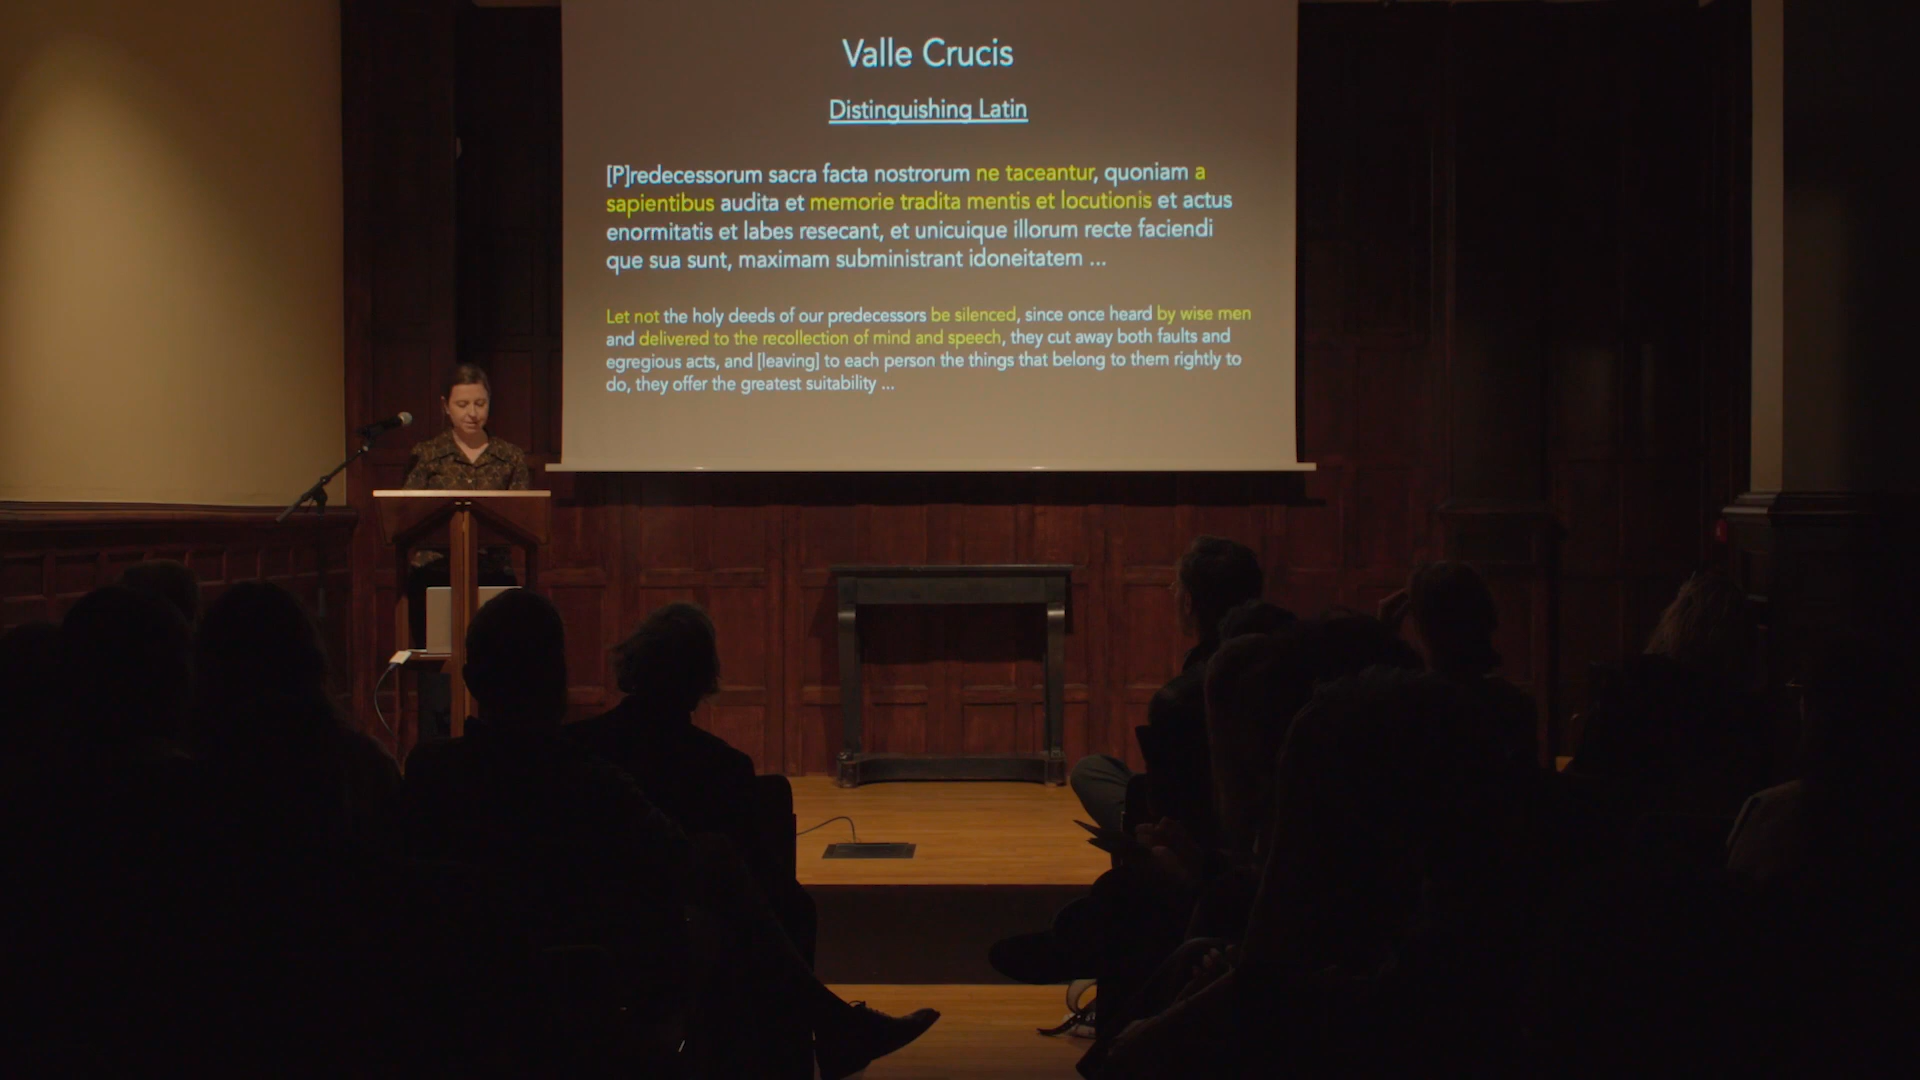 Valle Crucis
Distinguishing Latin
[P]redecessorum sacra facta nostrorum ne taceantur, quoniam a
sapientibus audita et memorie tradita mentis et locutionis et actus
enormitatis et labes resecant, et unicuique illorum recte faciendi
que sua sunt, maximam subministrant idoneitatem ...
Let not the holy deeds of our predecessors be silenced, since once heard by wise men
and delivered to the recollection of mind and speech, they cut away both faults and
egregious acts, and [leaving] to each person the things that belong to them rightly to
do, they offer the greatest suitability ...